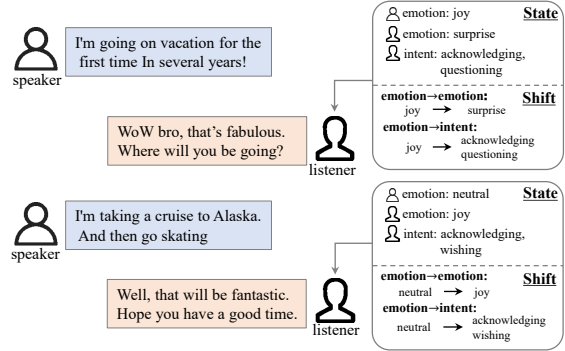 I'm going on vacation for the
first time In several years!
speaker
emotion: joy
State
emotion: surprise
intent: acknowledging,
questioning
emotion→emotion:
Shift
joy → surprise
emotion→intent:
joy → acknowledging
questioning
WoW bro, that's fabulous.
Where will you be going?
listener
I'm taking a cruise to Alaska.
And then go skating
speaker
emotion: neutral
State
emotion: joy
intent: acknowledging,
wishing
emotion→emotion:
Shift
neutral → joy
emotion→intent:
neutral → acknowledging
wishing
Well, that will be fantastic.
Hope you have a good time.
listener